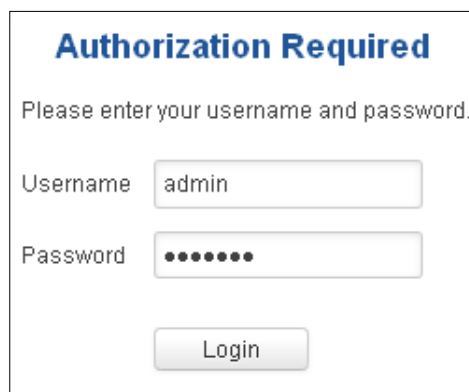 Authorization Required
Please enter your username and password.
Username admin
Password •••••••
Login